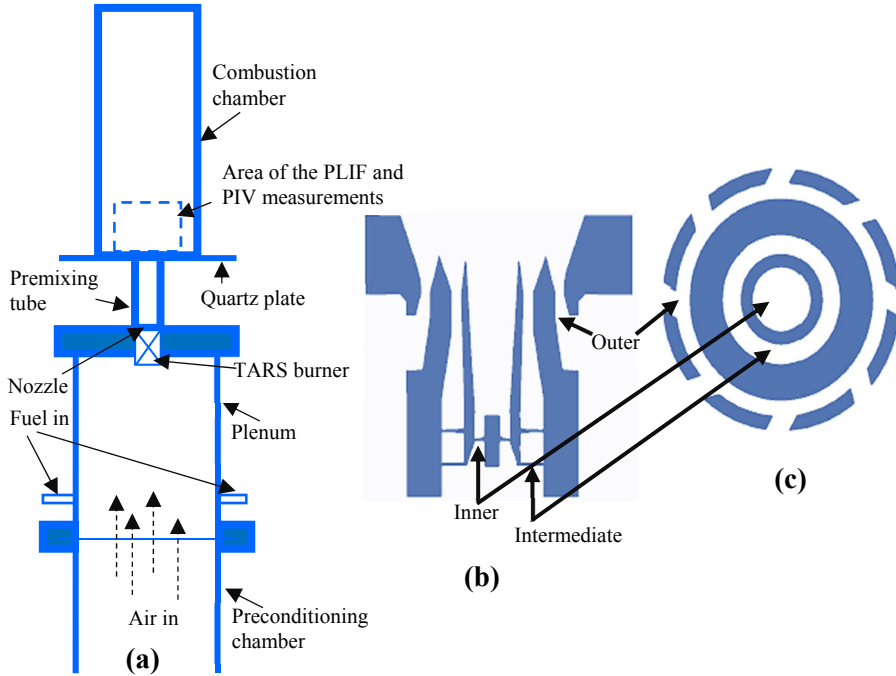 Combustion
chamber
Area of the PLIF and
PIV measurements
Premixing
tube
Quartz plate
Nozzle
TARS burner
Fuel in
Plenum
Air in
Preconditioning
chamber
(a)
Outer
Inner
Intermediate
(b)
(c)